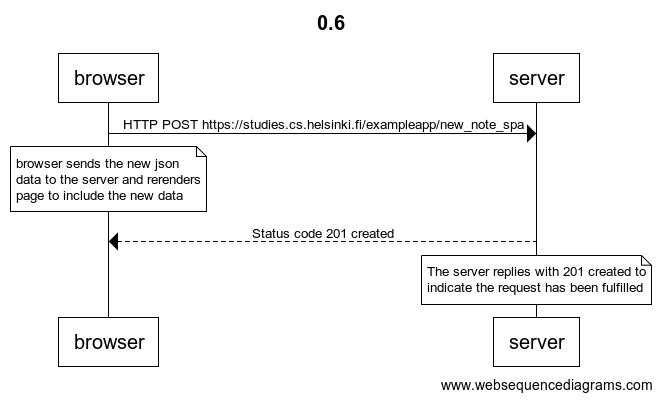 0.6
browser
server
HTTP POST https://studies.cs.helsinki.fi/exampleapp/new_note_spa
browser sends the new json
data to the server and rerenders
page to include the new data
Status code 201 created
The server replies with 201 created to
indicate the request has been fulfilled
browser
server
www.websequencediagrams.com